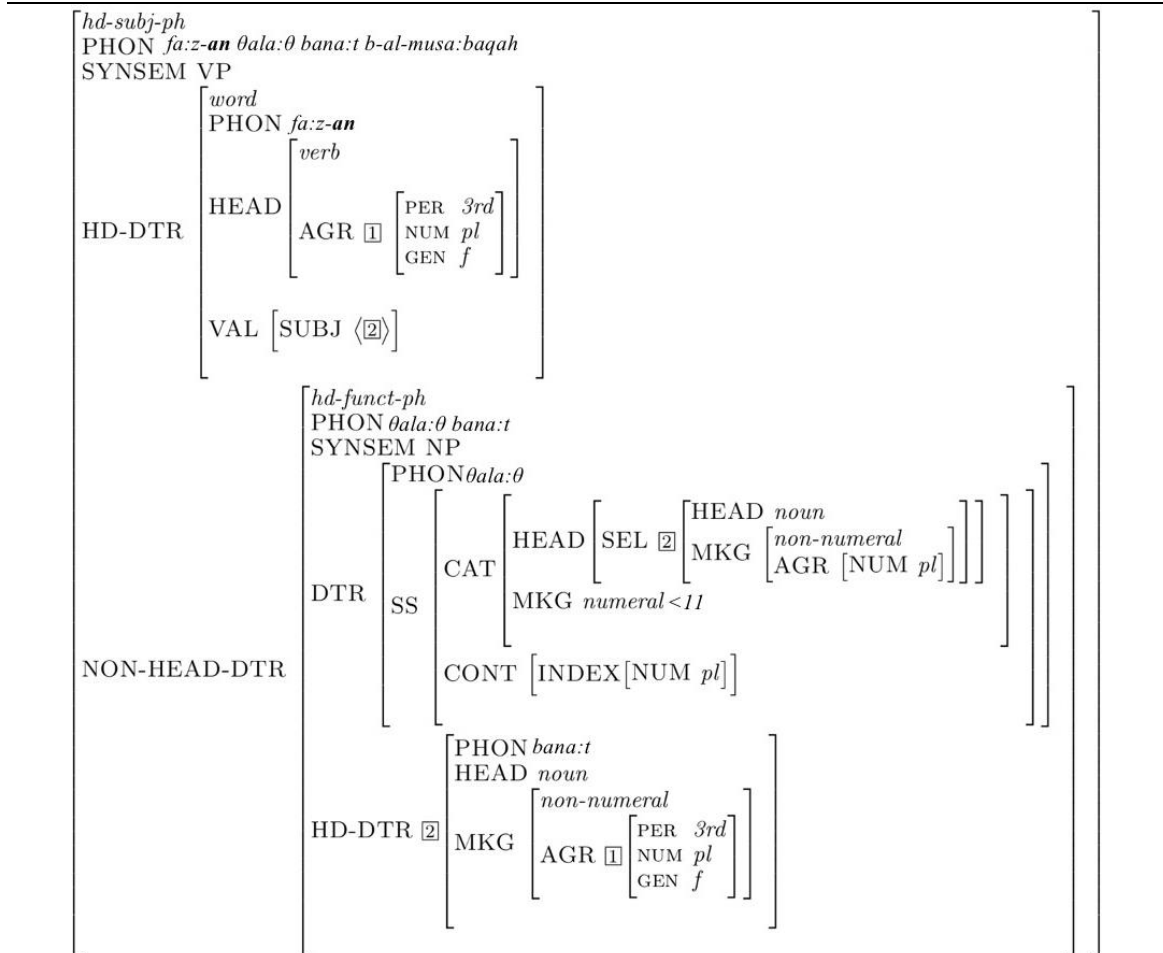 hd-subj-ph
PHON fa:z-an θala:θ bana:t b-al-musa:baqah
SYNSEM VP
word
PHON fa:z-an
verb
PER 3rd
HD-DTR HEAD AGR 1 NUM pl
GEN f
VAL [SUBJ ⟨2⟩]
hd-funct-ph
PHON θala:θ bana:t
SYNSEM NP
PHON θala:θ
HEAD noun
HEAD [SEL 2 MKG [non-numeral
CAT AGR [NUM pl]]]
DTR SS MKG numeral<11
NON-HEAD-DTR CONT [INDEX[NUM pl]]
PHON bana:t
HEAD noun
non-numeral
HD-DTR 2 MKG PER 3rd
AGR 1 NUM pl
GEN f